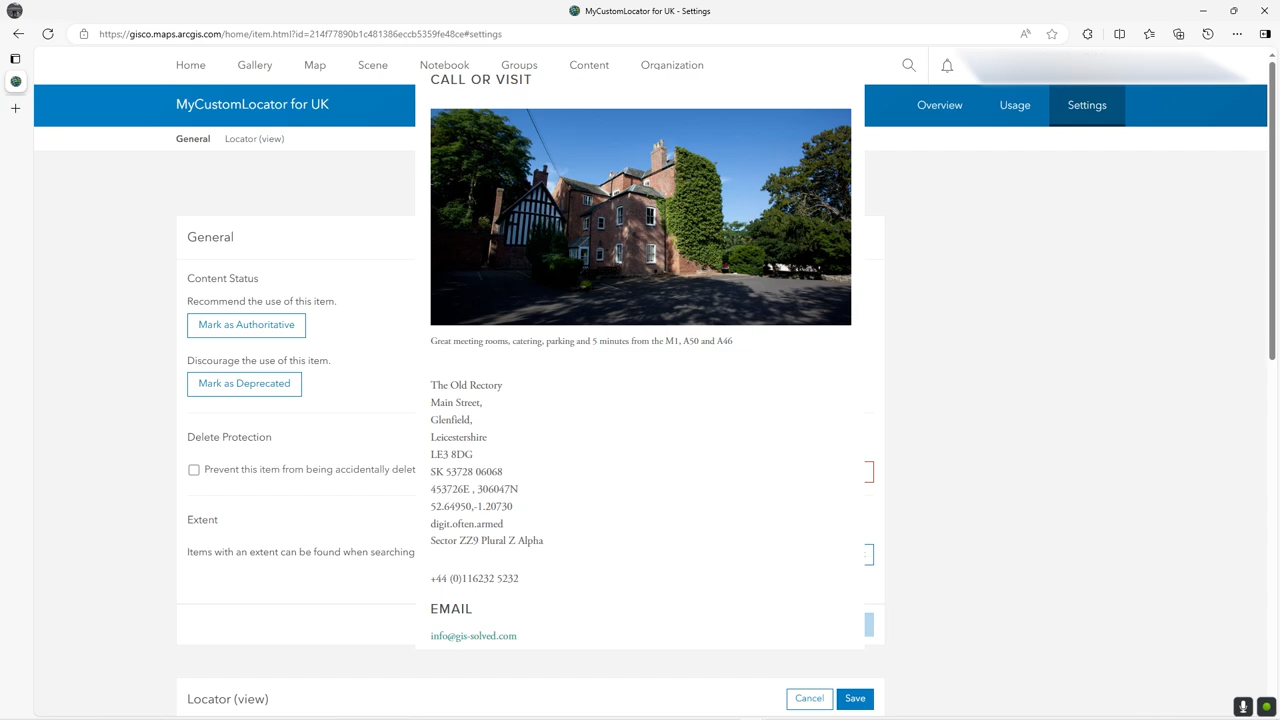 MyCustomLocator for UK - Settings
https://gisco.maps.arcgis.com/home/item.html?id=214f77890b1c481386eccb5359fe48ce#settings
Home Gallery Map Scene Notebook Groups Content Organization
CALL OR VISIT
MyCustomLocator for UK
Overview Usage Settings
General Locator (view)
General
Content Status
Recommend the use of this item.
Mark as Authoritative
Discourage the use of this item.
Mark as Deprecated
Delete Protection
Prevent this item from being accidentally delet
Extent
Items with an extent can be found when searching
Great meeting rooms, catering, parking and 5 minutes from the M1, A50 and A46
The Old Rectory
Main Street,
Glenfield,
Leicestershire
LE3 8DG
SK 53728 06068
453726E , 306047N
52.64950,-1.20730
digit.often.armed
Sector ZZ9 Plural Z Alpha
+44 (0)116232 5232
EMAIL
info@gis-solved.com
Locator (view)
Cancel Save